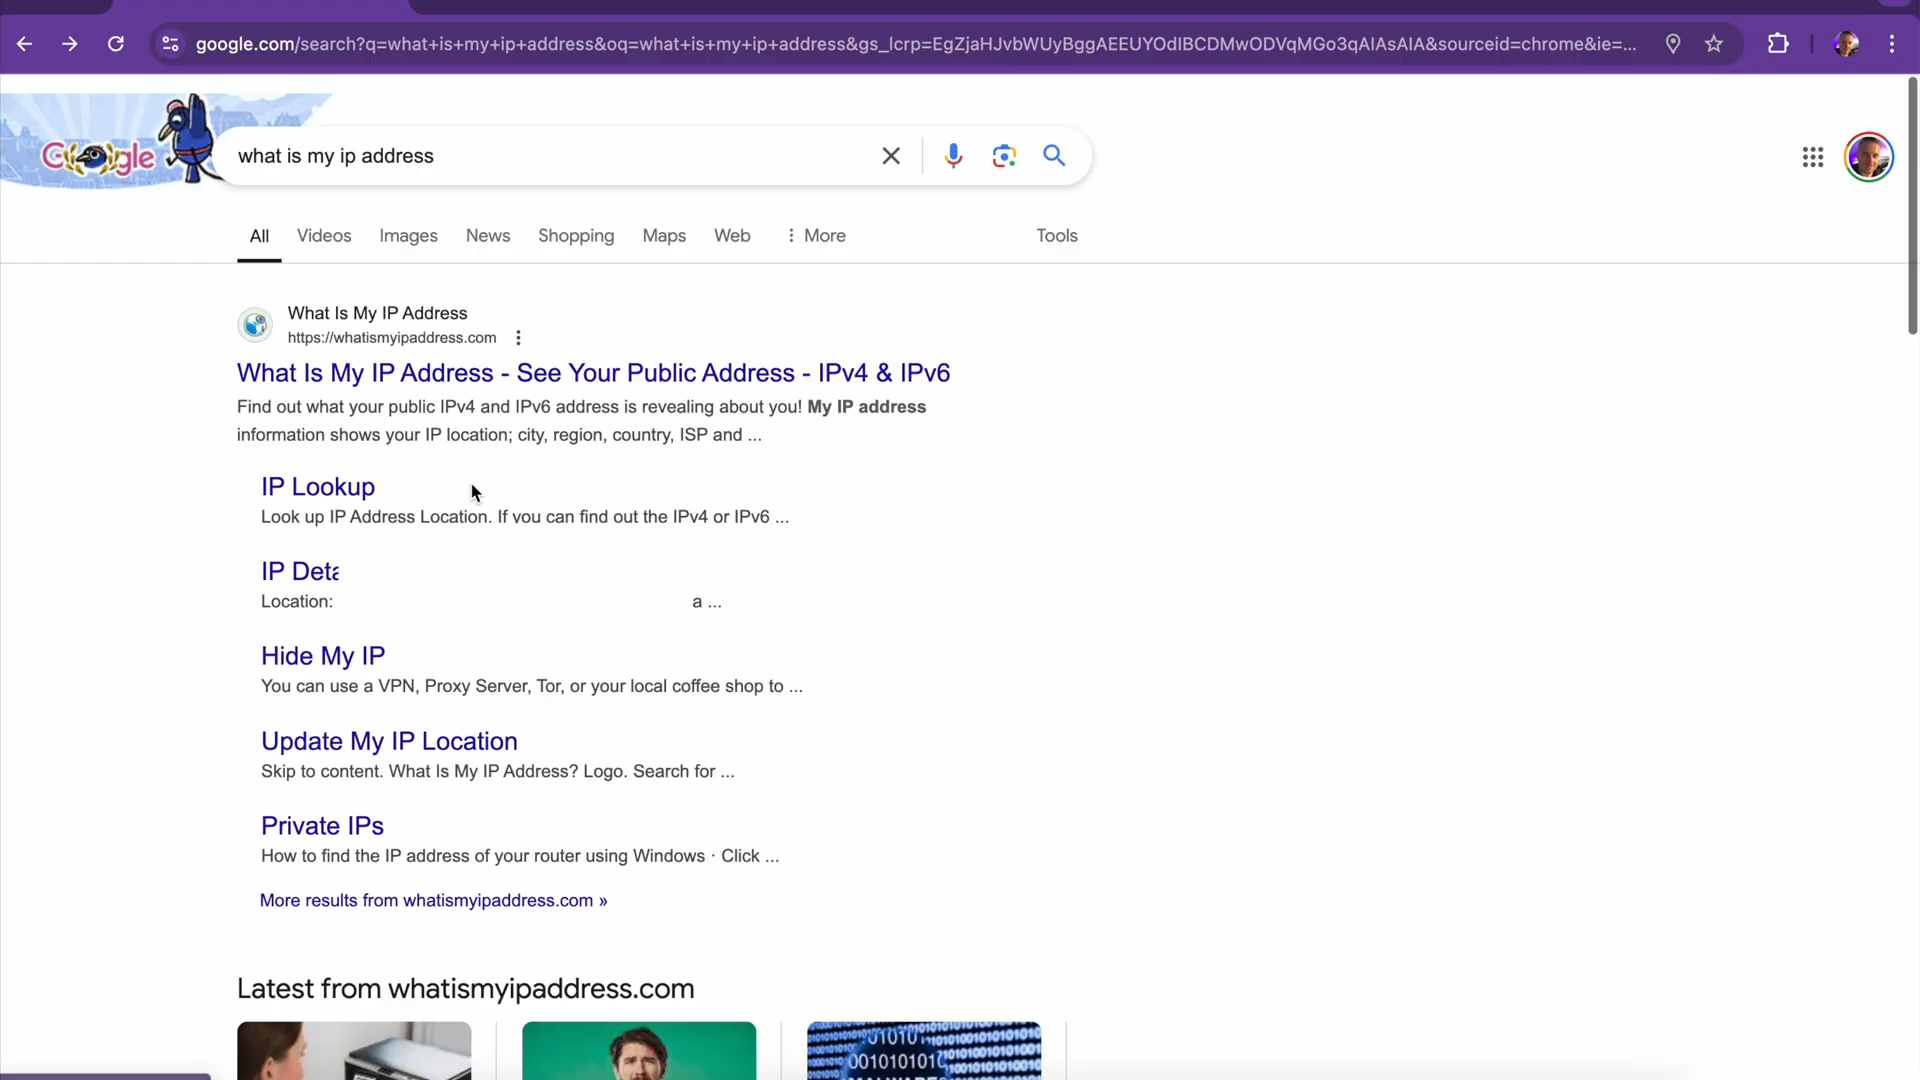 google.com/search?q=what+is+my+ip+address&oq=what+is+my+ip+address&gs_lcrp=EgZjaHJvbWUyBggAEEUYOdIBCDMwODVqMGo3qAIAsAIA&sourceid=chrome&ie=...
Google
what is my ip address
All Videos Images News Shopping Maps Web More Tools
What Is My IP Address
https://whatismyipaddress.com
What Is My IP Address - See Your Public Address - IPv4 & IPv6
Find out what your public IPv4 and IPv6 address is revealing about you! My IP address
information shows your IP location; city, region, country, ISP and ...
IP Lookup
Look up IP Address Location. If you can find out the IPv4 or IPv6 ...
IP Deta
Location: a ...
Hide My IP
You can use a VPN, Proxy Server, Tor, or your local coffee shop to ...
Update My IP Location
Skip to content. What Is My IP Address? Logo. Search for ...
Private IPs
How to find the IP address of your router using Windows · Click ...
More results from whatismyipaddress.com »
Latest from whatismyipaddress.com